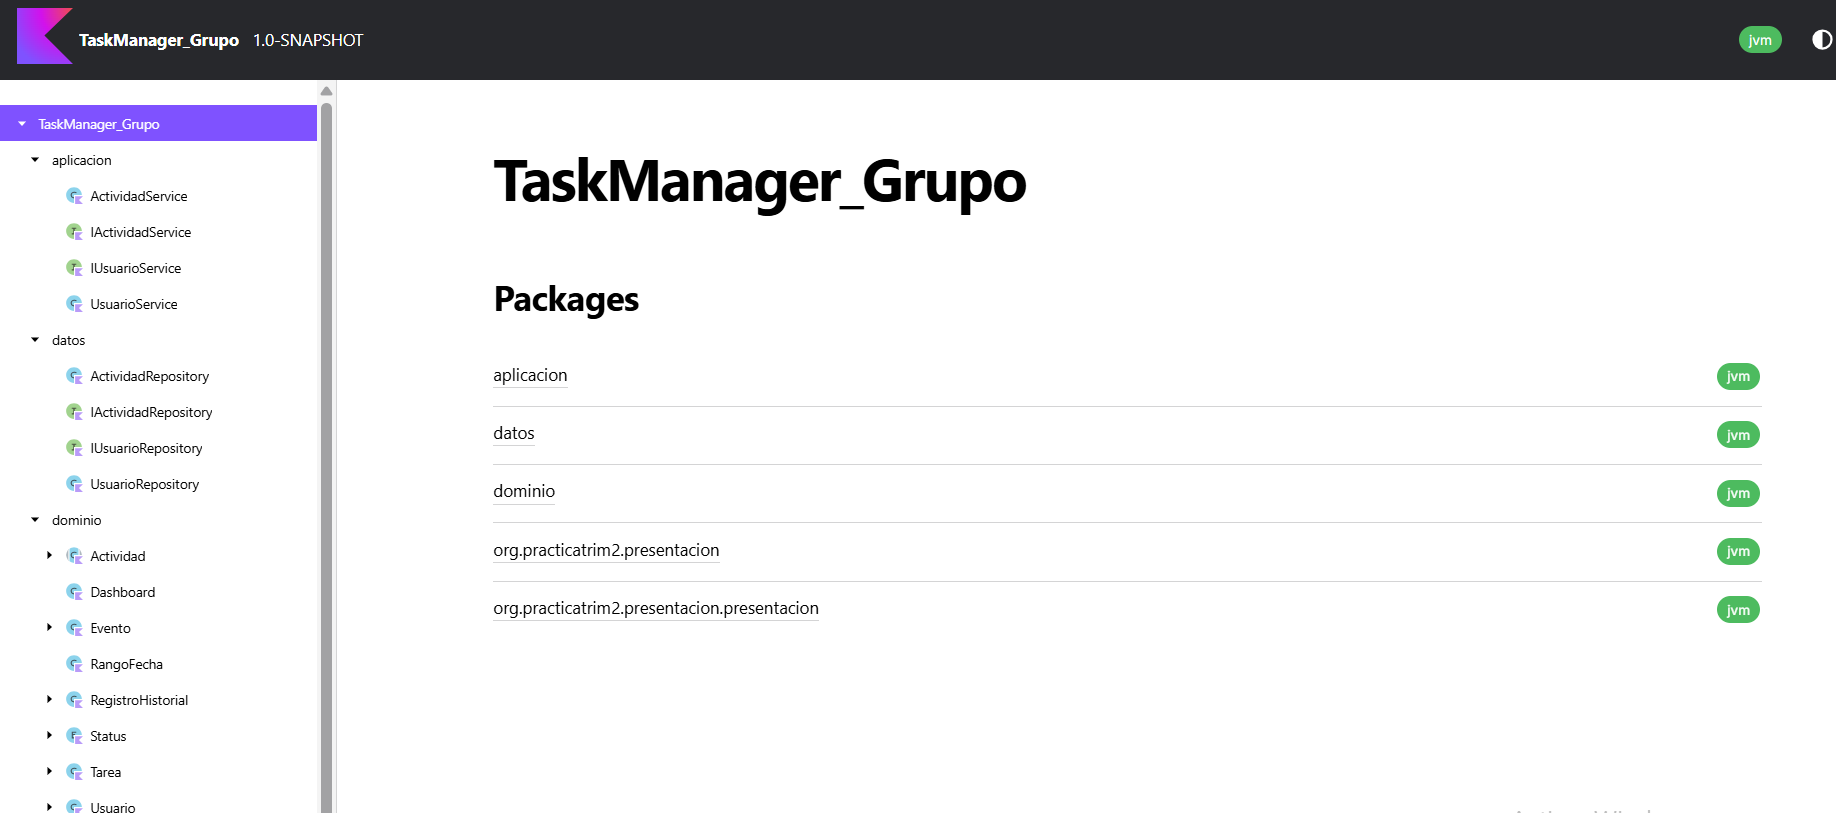 TaskManager_Grupo 1.0-SNAPSHOT
jvm
TaskManager_Grupo
aplicacion
ActividadService
IActividadService
IUsuarioService
UsuarioService
datos
ActividadRepository
IActividadRepository
IUsuarioRepository
UsuarioRepository
dominio
Actividad
Dashboard
Evento
RangoFecha
RegistroHistorial
Status
Tarea
Usuario
TaskManager_Grupo
Packages
aplicacion jvm
datos jvm
dominio jvm
org.practicatrim2.presentacion jvm
org.practicatrim2.presentacion.presentacion jvm